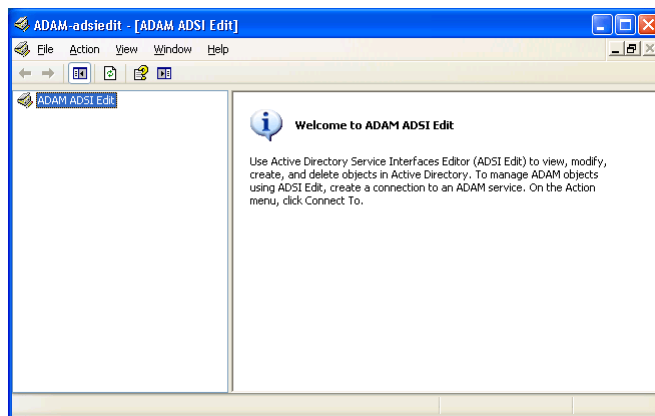 ADAM-adsiedit - [ADAM ADSI Edit]
File Action View Window Help
ADAM ADSI Edit
Welcome to ADAM ADSI Edit
Use Active Directory Service Interfaces Editor (ADSI Edit) to view, modify,
create, and delete objects in Active Directory. To manage ADAM objects
using ADSI Edit, create a connection to an ADAM service. On the Action
menu, click Connect To.